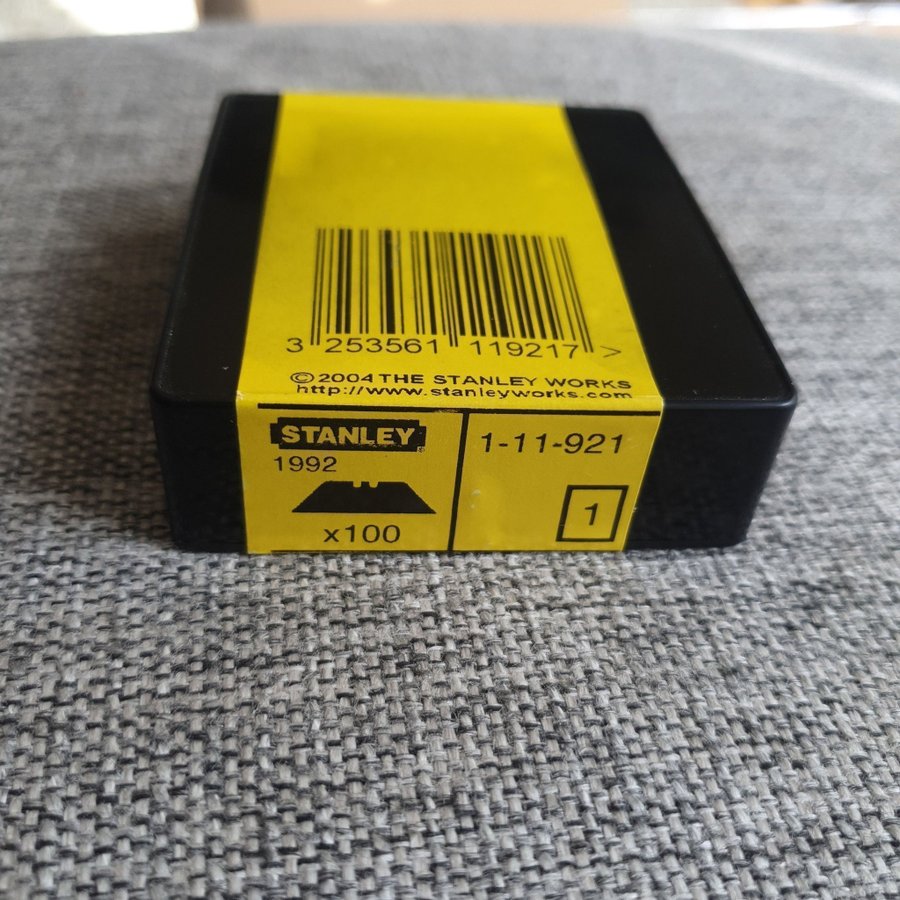 3 253561 119217 >
©2004 THE STANLEY WORKS
http://www.stanleyworks.com
STANLEY
1992
x100
1-11-921
1